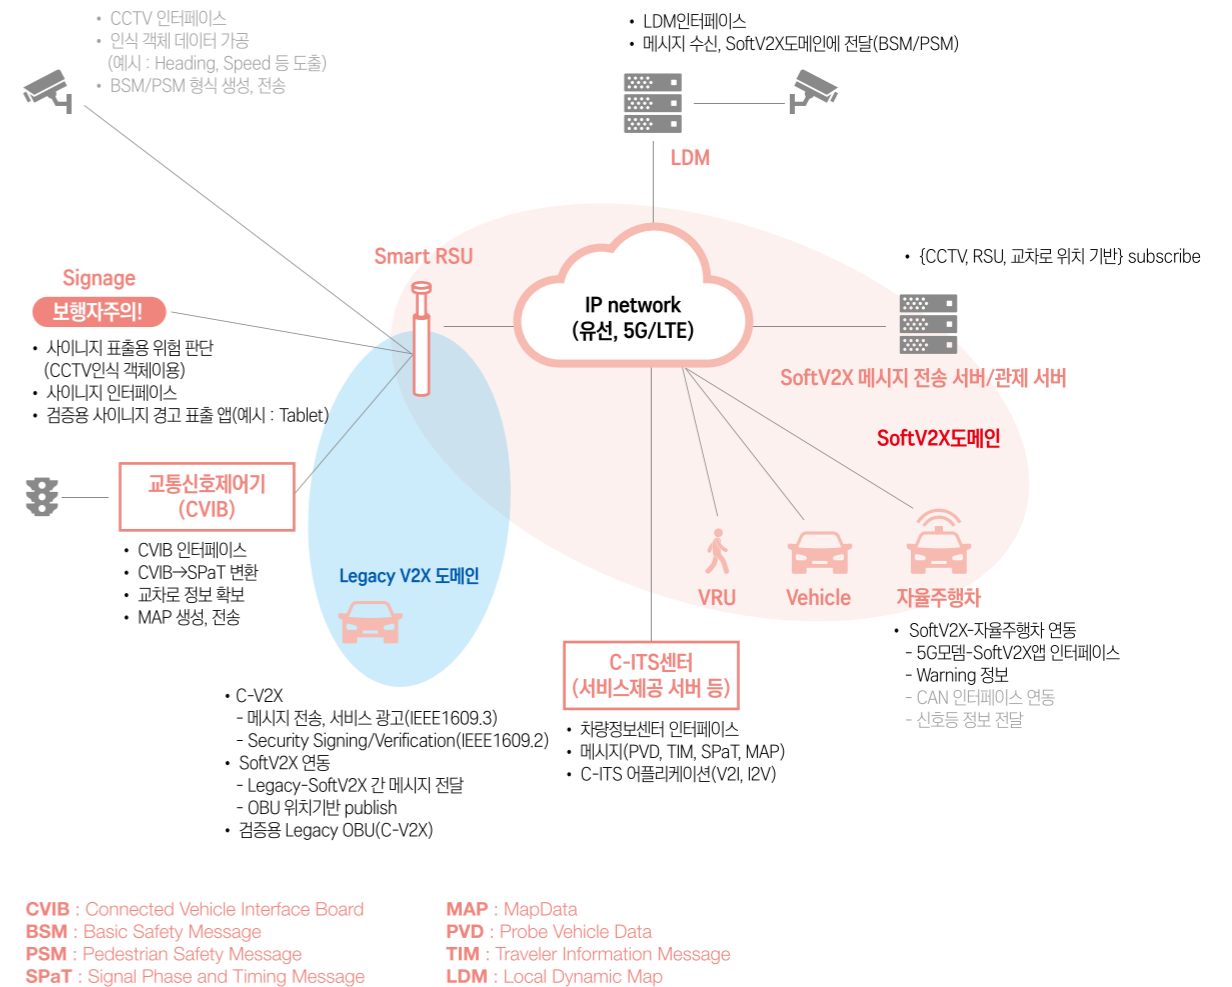 • CCTV 인터페이스
• 인식 객체 데이터 가공
(예시 : Heading, Speed 등 도출)
• BSM/PSM 형식 생성, 전송
• LDM인터페이스
• 메시지 수신, SoftV2X도메인에 전달(BSM/PSM)
LDM
Smart RSU
Signage
보행자주의!
• 사이니지 표출용 위험 판단
(CCTV인식 객체이용)
• 사이니지 인터페이스
• 검증용 사이니지 경고 표출 앱(예시 : Tablet)
IP network
(유선, 5G/LTE)
• {CCTV, RSU, 교차로 위치 기반} subscribe
SoftV2X 메시지 전송 서버/관제 서버
SoftV2X도메인
교통신호제어기
(CVIB)
• CVIB 인터페이스
• CVIB→SPaT 변환
• 교차로 정보 확보
• MAP 생성, 전송
Legacy V2X 도메인
• C-V2X
- 메시지 전송, 서비스 광고(IEEE1609.3)
- Security Signing/Verification(IEEE1609.2)
• SoftV2X 연동
- Legacy-SoftV2X 간 메시지 전달
- OBU 위치기반 publish
• 검증용 Legacy OBU(C-V2X)
C-ITS센터
(서비스제공 서버 등)
• 차량정보센터 인터페이스
• 메시지(PVD, TIM, SPaT, MAP)
• C-ITS 어플리케이션(V2I, I2V)
VRU
Vehicle
자율주행차
• SoftV2X-자율주행차 연동
- 5G모뎀-SoftV2X앱 인터페이스
- Warning 정보
- CAN 인터페이스 연동
- 신호등 정보 전달
CVIB : Connected Vehicle Interface Board
BSM : Basic Safety Message
PSM : Pedestrian Safety Message
SPaT : Signal Phase and Timing Message
MAP : MapData
PVD : Probe Vehicle Data
TIM : Traveler Information Message
LDM : Local Dynamic Map